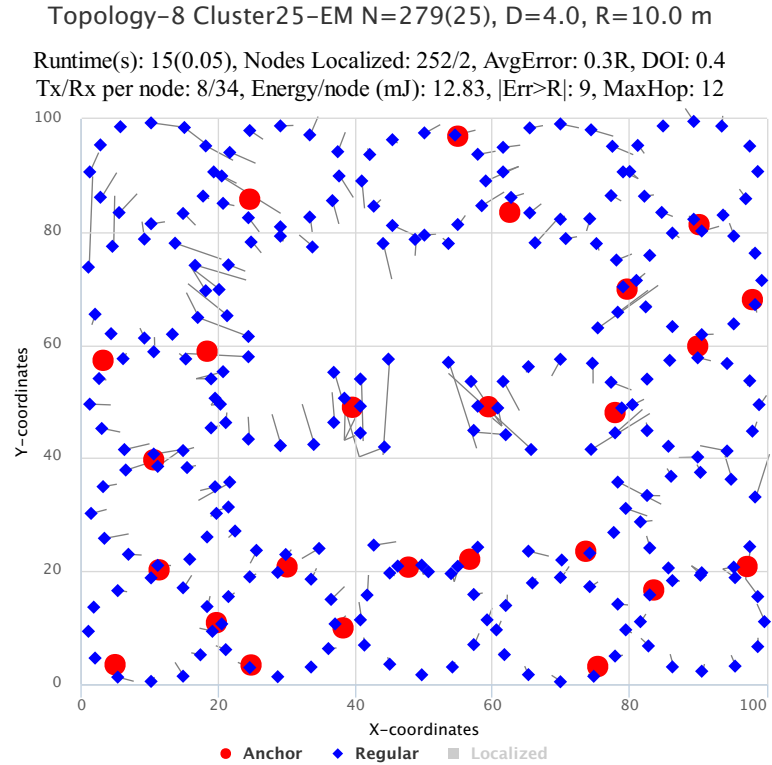 Topology-8 Cluster25-EM N=279(25), D=4.0, R=10.0 m
Runtime(s): 15(0.05), Nodes Localized: 252/2, AvgError: 0.3R, DOI: 0.4
Tx/Rx per node: 8/34, Energy/node (mJ): 12.83, |Err>R|: 9, MaxHop: 12
100
80
60
40
20
0
Y-coordinates
0 20 40 60 80 100
X-coordinates
Anchor Regular Localized